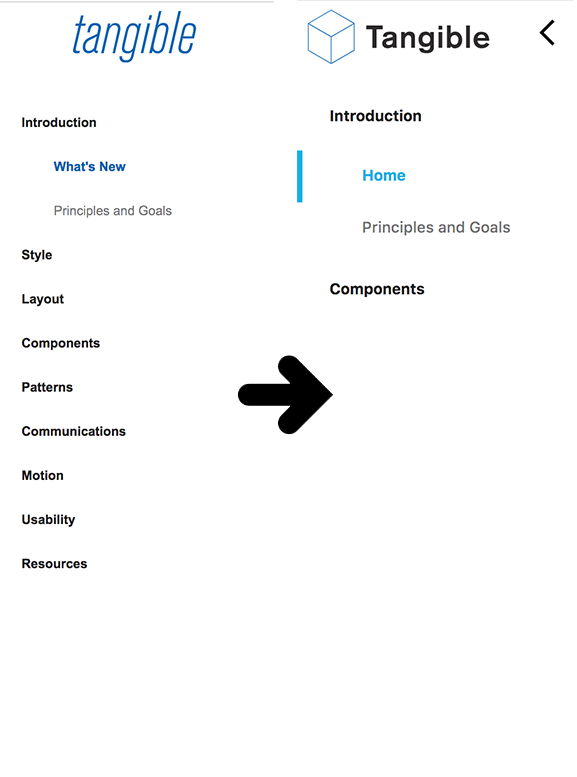 tangible
Introduction
What's New
Principles and Goals
Style
Layout
Components
Patterns
Communications
Motion
Usability
Resources
Tangible
Introduction
Home
Principles and Goals
Components